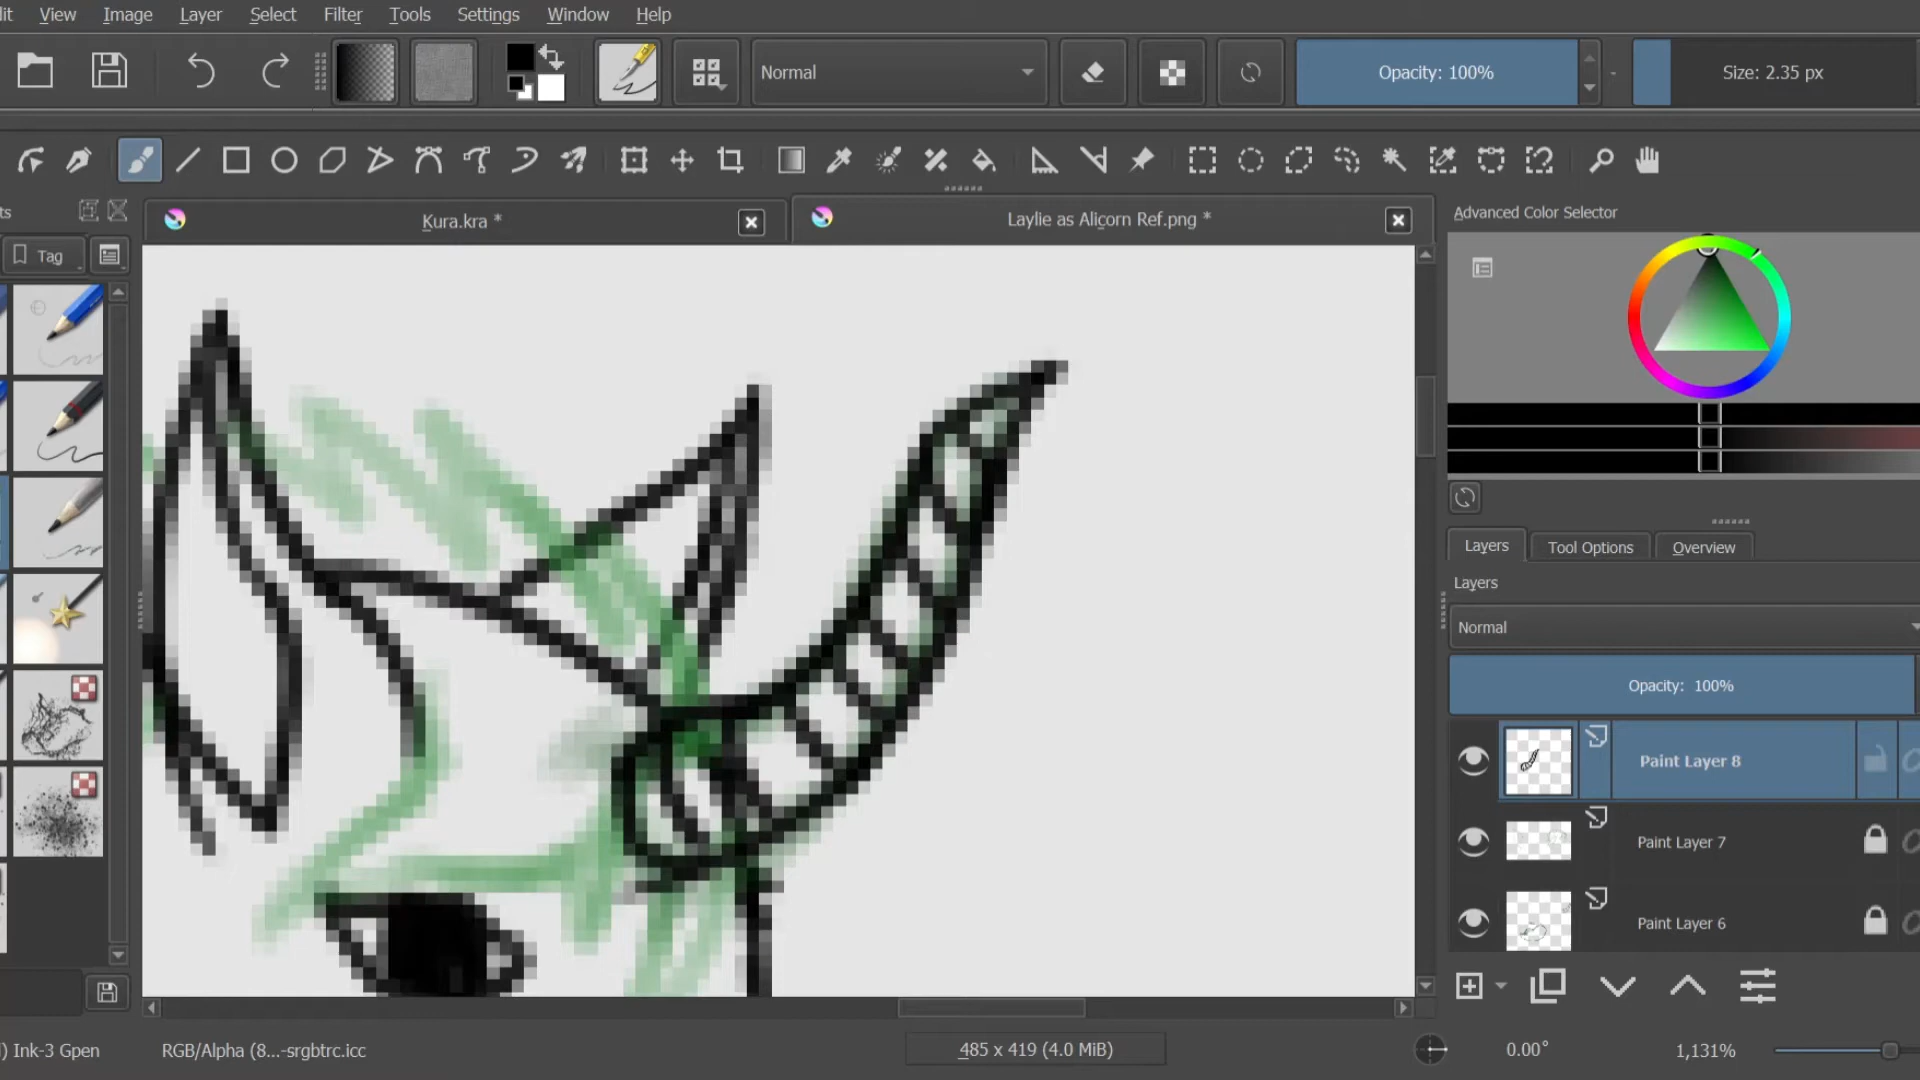 it View Image Layer Select Filter Tools Settings Window Help
Normal
Opacity: 100%
Size: 2.35 px
ts
Kura.kra *
Laylie as Alicorn Ref.png *
Advanced Color Selector
Tag
Layers Tool Options Overview
Layers
Normal
Opacity: 100%
Paint Layer 8
Paint Layer 7
Paint Layer 6
) Ink-3 Gpen
RGB/Alpha (8...-srgbtrc.icc
485 x 419 (4.0 MiB)
0.00°
1,131%